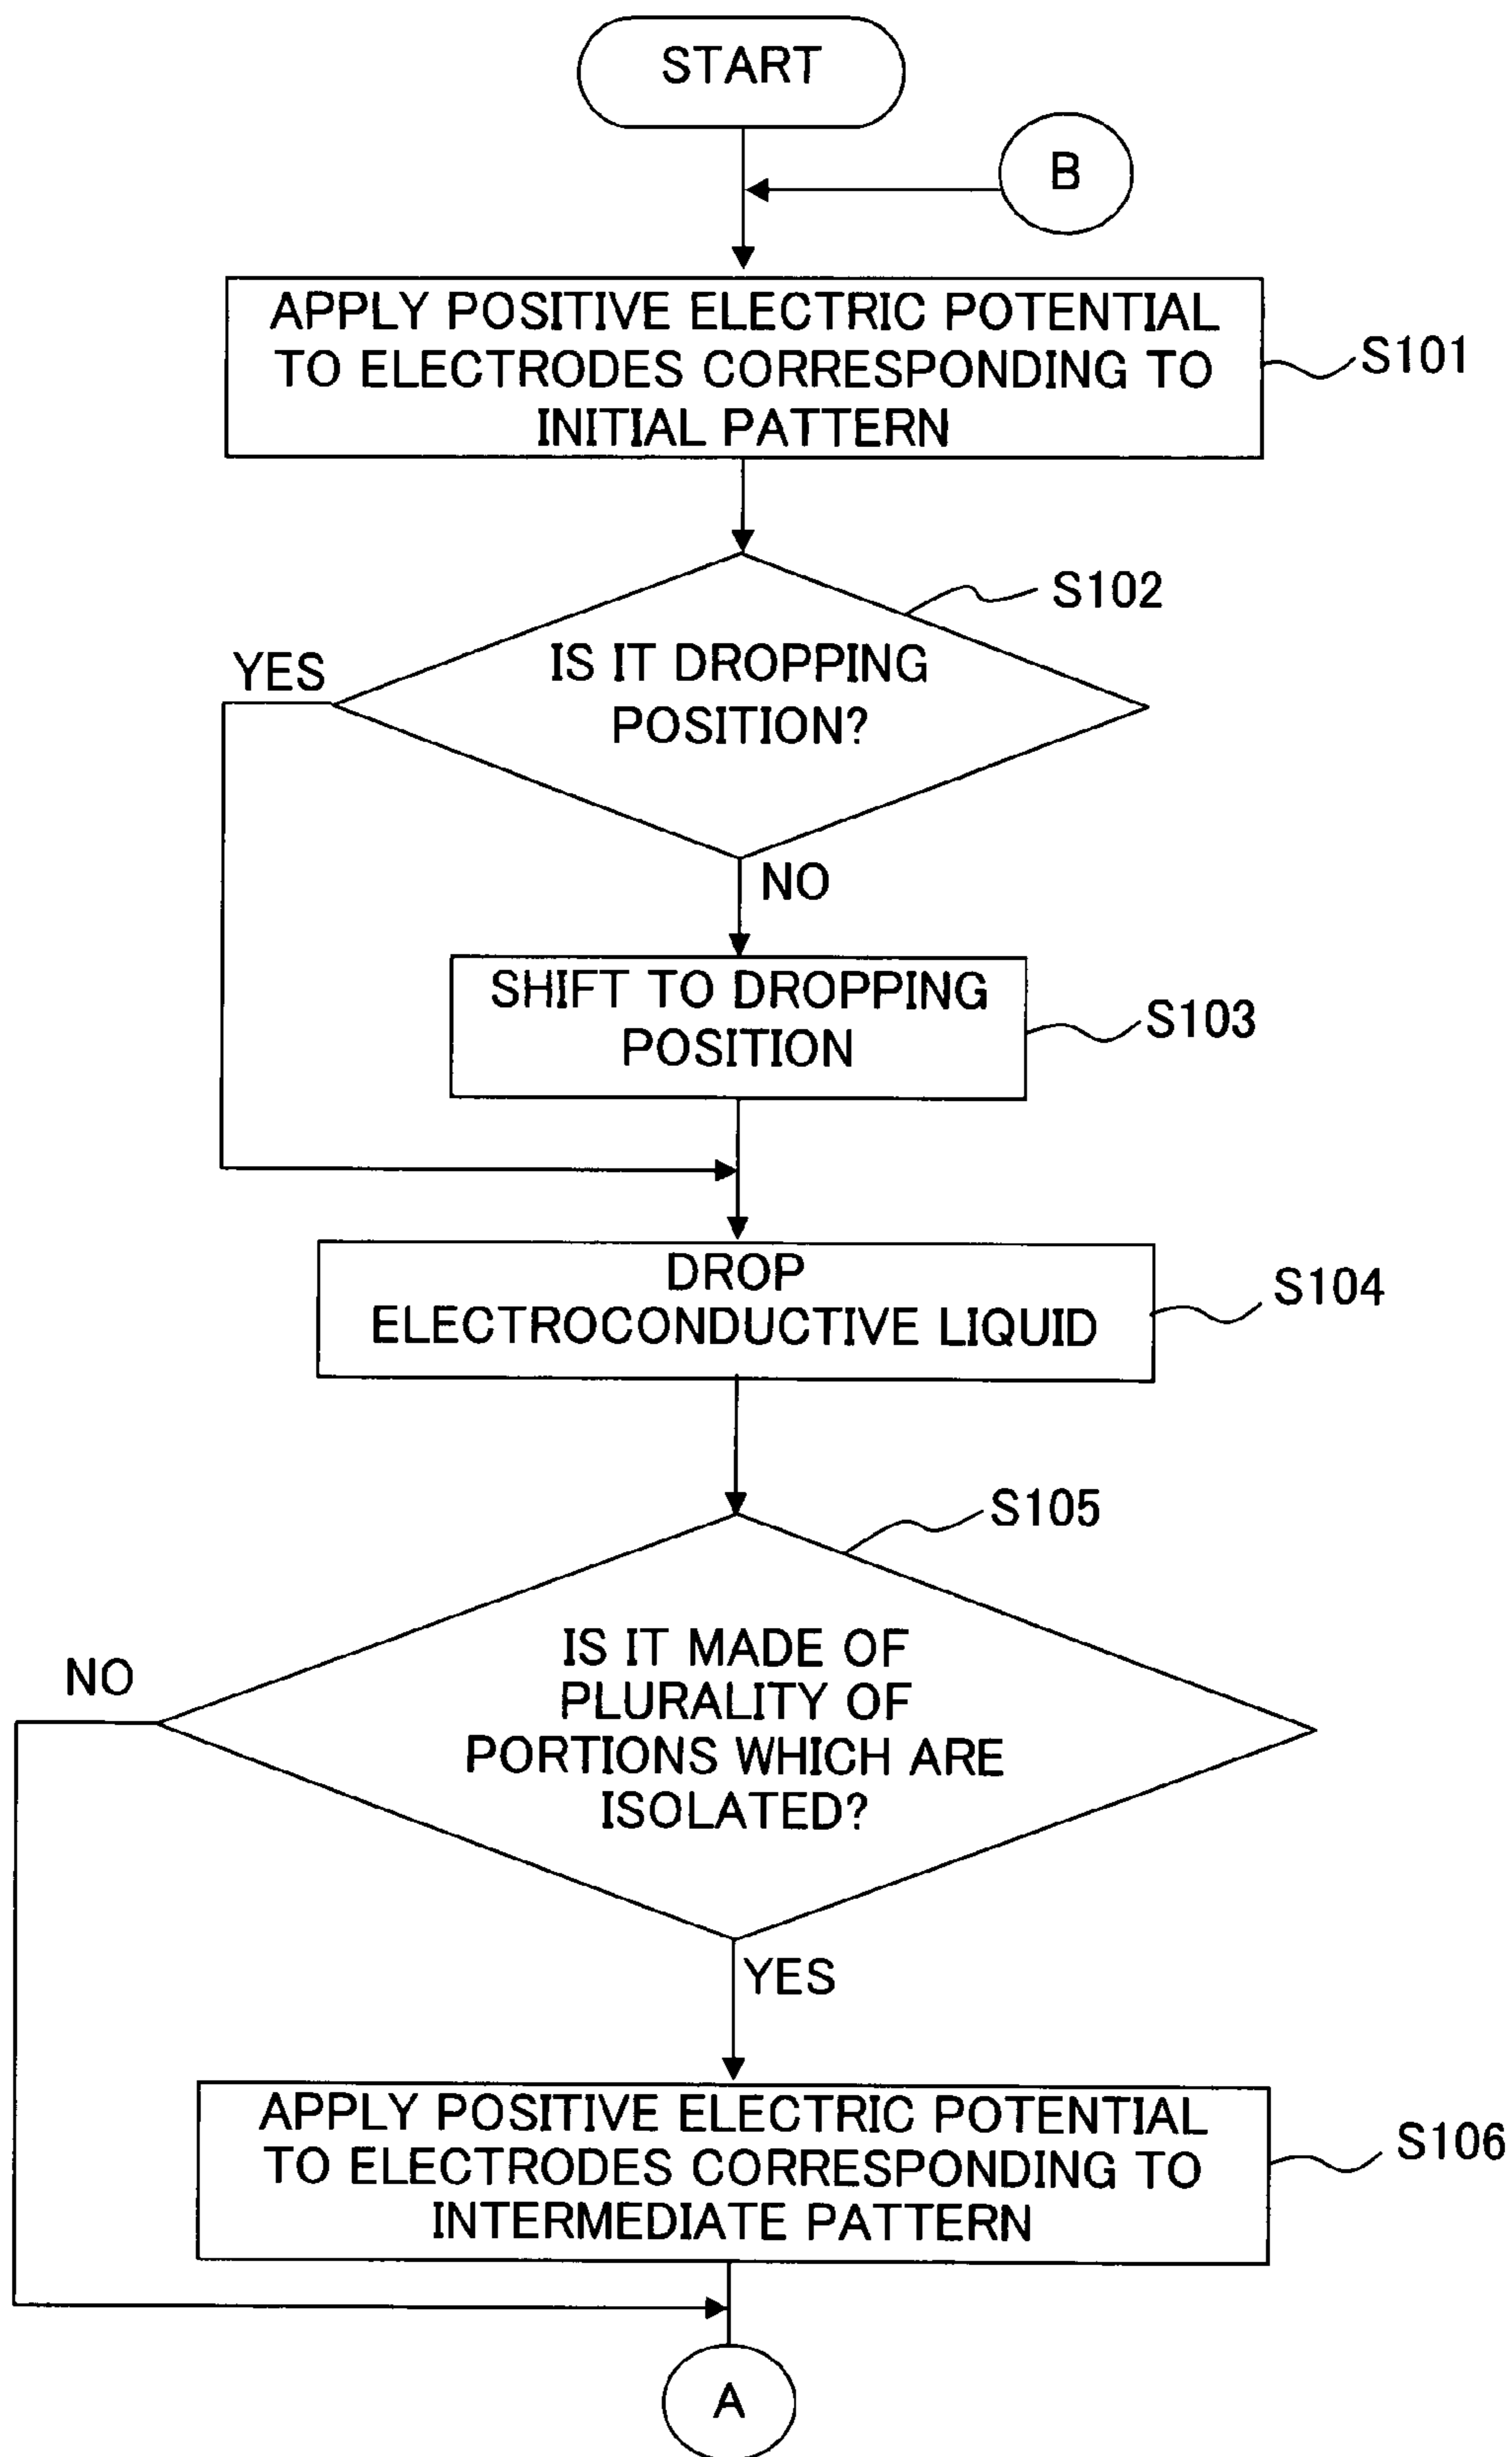 START
B
APPLY POSITIVE ELECTRIC POTENTIAL
TO ELECTRODES CORRESPONDING TO
INITIAL PATTERN
S101
S102
IS IT DROPPING
POSITION?
YES
NO
SHIFT TO DROPPING
POSITION
S103
DROP
ELECTROCONDUCTIVE LIQUID
S104
S105
IS IT MADE OF
PLURALITY OF
PORTIONS WHICH ARE
ISOLATED?
NO
YES
APPLY POSITIVE ELECTRIC POTENTIAL
TO ELECTRODES CORRESPONDING TO
INTERMEDIATE PATTERN
S106
A